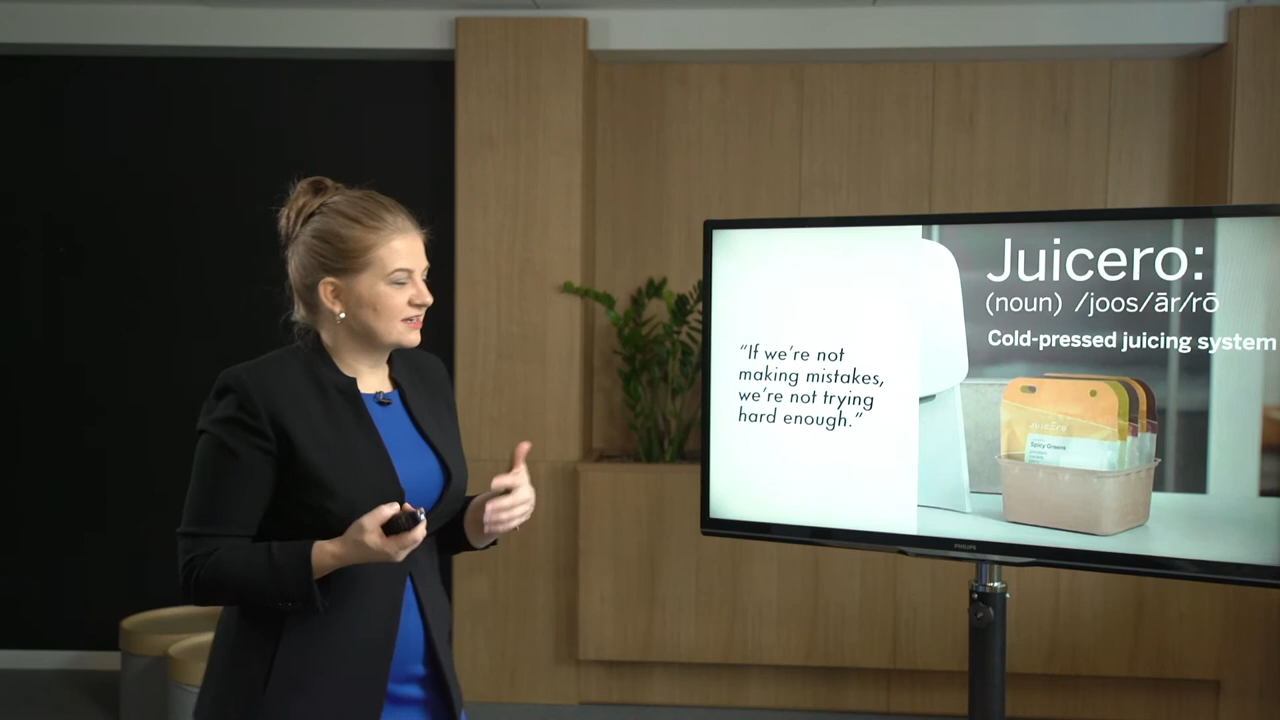 “If we’re not
making mistakes,
we’re not trying
hard enough.”
Juicero:
(noun) /joos/ār/rō
Cold-pressed juicing system
juicero
Spicy Greens
PHILIPS